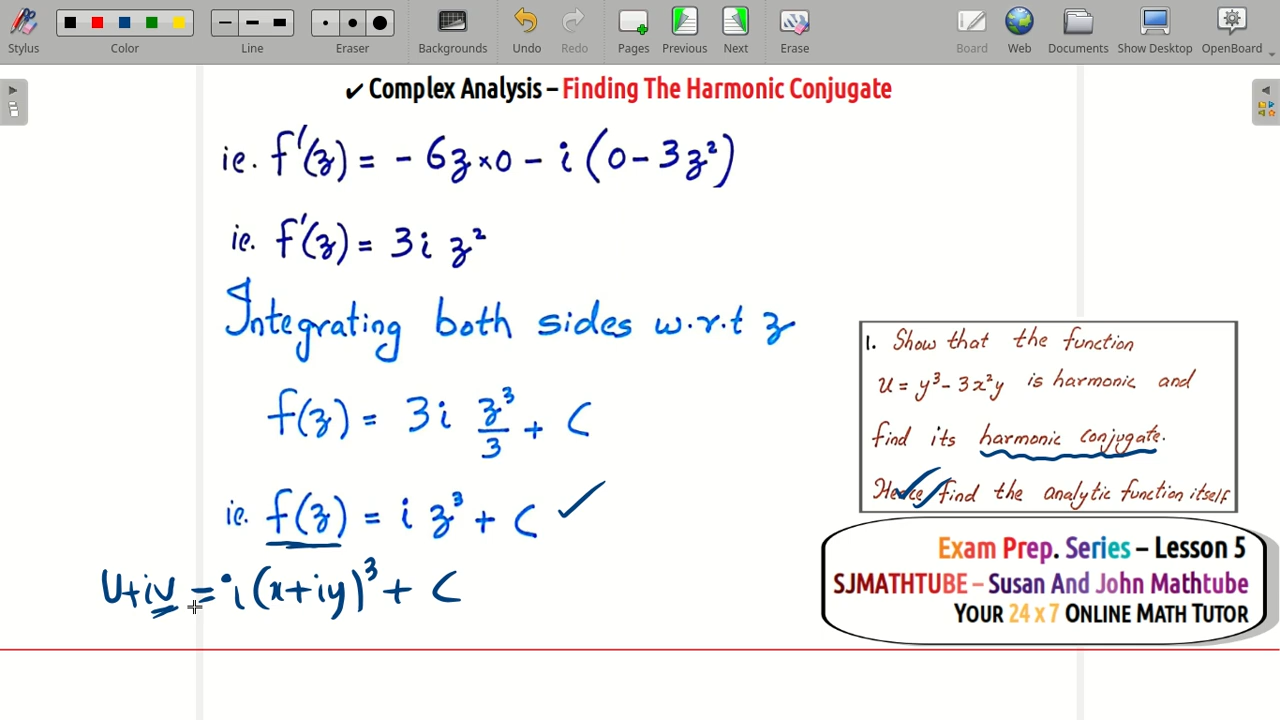 Stylus Color Line Eraser Backgrounds Undo Redo Pages Previous Next Erase Board Web Documents Show Desktop OpenBoard
✔ Complex Analysis – Finding The Harmonic Conjugate
ie. f'(z) = - 6z×0 - i (0 - 3z²)
ie. f'(z) = 3i z²
Integrating both sides w.r.t z
f(z) = 3i z³/3 + C
ie. f(z) = i z³ + C ✓
U+iv = i(x+iy)³ + C
1. Show that the function
u = y³ - 3x²y is harmonic and
find its harmonic conjugate.
Hence find the analytic function itself
Exam Prep. Series – Lesson 5
SJMATHTUBE – Susan And John Mathtube
YOUR 24 x 7 ONLINE MATH TUTOR